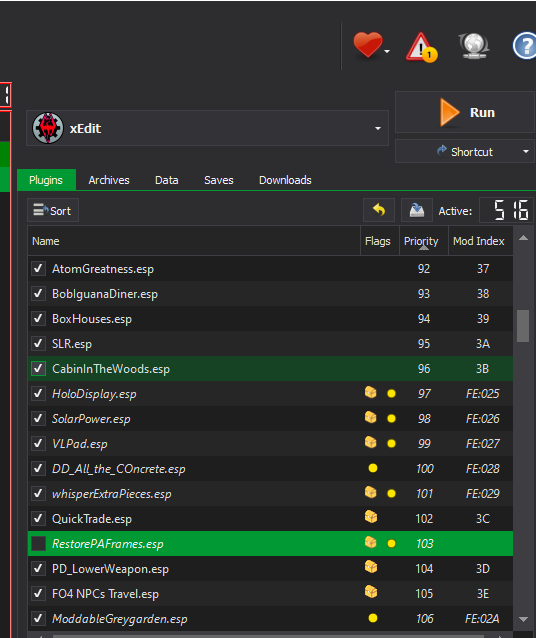 1
?
xEdit
Run
Shortcut
Plugins Archives Data Saves Downloads
Sort Active: 516
Name Flags Priority Mod Index
AtomGreatness.esp 92 37
BobIguanaDiner.esp 93 38
BoxHouses.esp 94 39
SLR.esp 95 3A
CabinInTheWoods.esp 96 3B
HoloDisplay.esp 97 FE:025
SolarPower.esp 98 FE:026
VLPad.esp 99 FE:027
DD_All_the_COncrete.esp 100 FE:028
whisperExtraPieces.esp 101 FE:029
QuickTrade.esp 102 3C
RestorePAFrames.esp 103
PD_LowerWeapon.esp 104 3D
FO4 NPCs Travel.esp 105 3E
ModdableGreygarden.esp 106 FE:02A